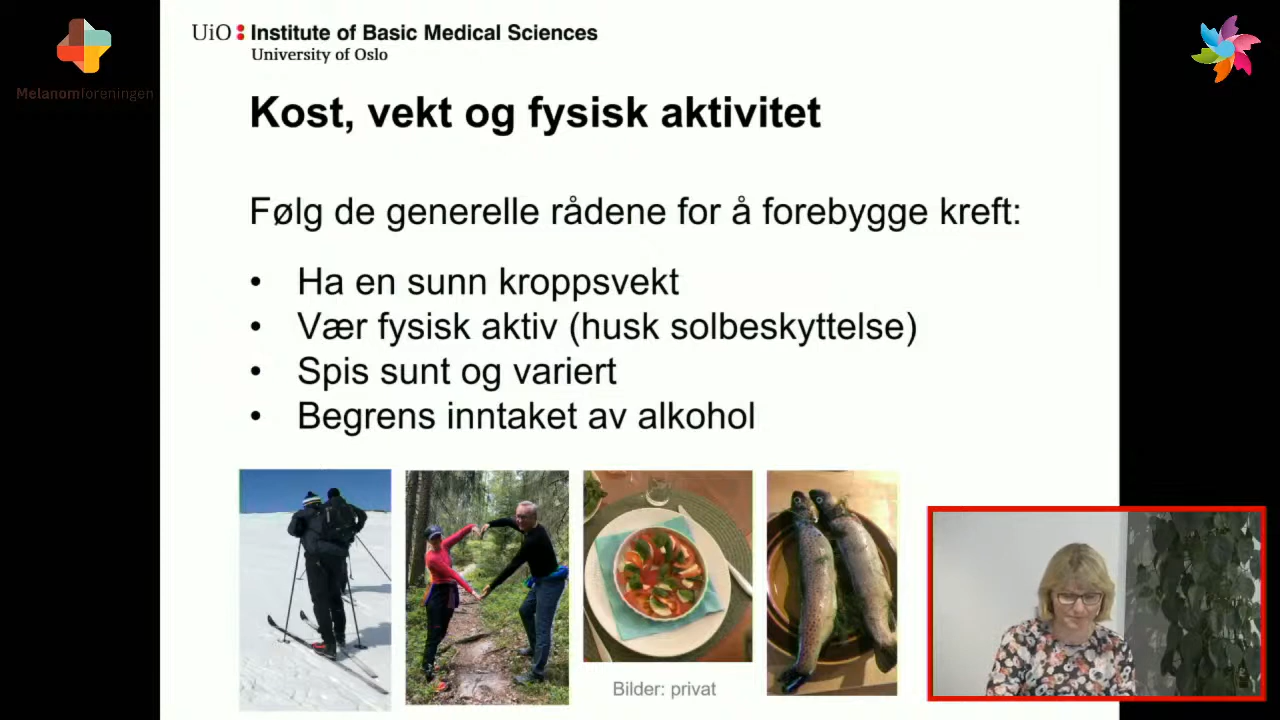 UiO: Institute of Basic Medical Sciences
University of Oslo
Melanomforeningen
Kost, vekt og fysisk aktivitet
Følg de generelle rådene for å forebygge kreft:
• Ha en sunn kroppsvekt
• Vær fysisk aktiv (husk solbeskyttelse)
• Spis sunt og variert
• Begrens inntaket av alkohol
Bilder: privat